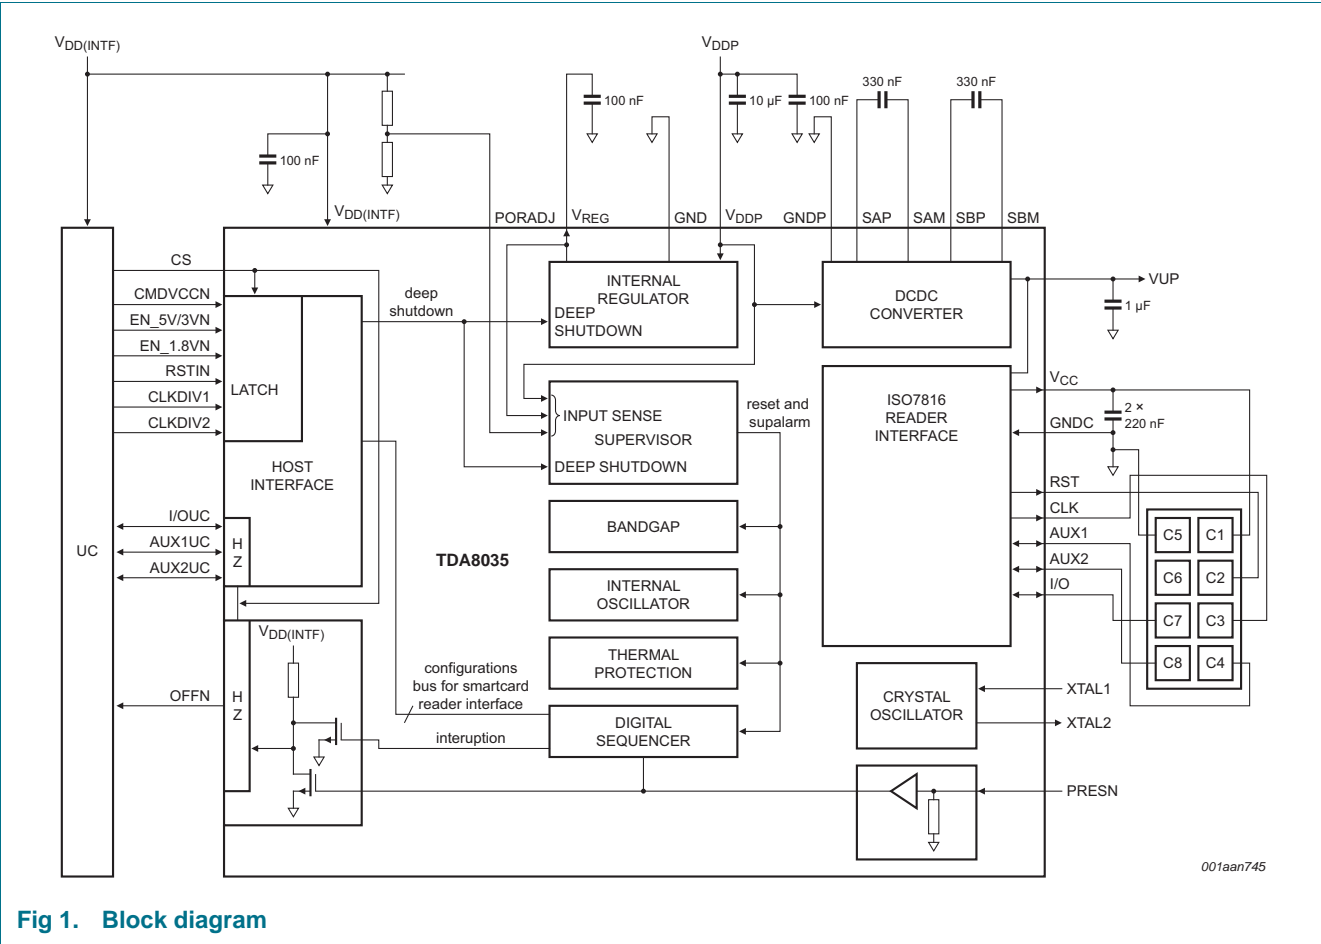 VDD(INTF)
VDDP
330 nF
330 nF
100 nF
10 µF
100 nF
100 nF
VDD(INTF)
PORADJ
VREG
GND
VDDP
GNDP
SAP
SAM
SBP
SBM
CS
CMDVCCN
EN_5V/3VN
EN_1.8VN
RSTIN
CLKDIV1
CLKDIV2
LATCH
HOST
INTERFACE
deep
shutdown
INTERNAL
REGULATOR
DEEP
SHUTDOWN
DCDC
CONVERTER
VUP
1 µF
INPUT SENSE
SUPERVISOR
DEEP SHUTDOWN
reset and
supalarm
ISO7816
READER
INTERFACE
VCC
2 ×
220 nF
GNDC
RST
CLK
AUX1
AUX2
I/O
C5
C1
C6
C2
C7
C3
C8
C4
UC
I/OUC
AUX1UC
AUX2UC
H
Z
TDA8035
BANDGAP
INTERNAL
OSCILLATOR
THERMAL
PROTECTION
DIGITAL
SEQUENCER
VDD(INTF)
OFFN
H
Z
configurations
bus for smartcard
reader interface
interuption
CRYSTAL
OSCILLATOR
XTAL1
XTAL2
PRESN
001aan745
Fig 1. Block diagram